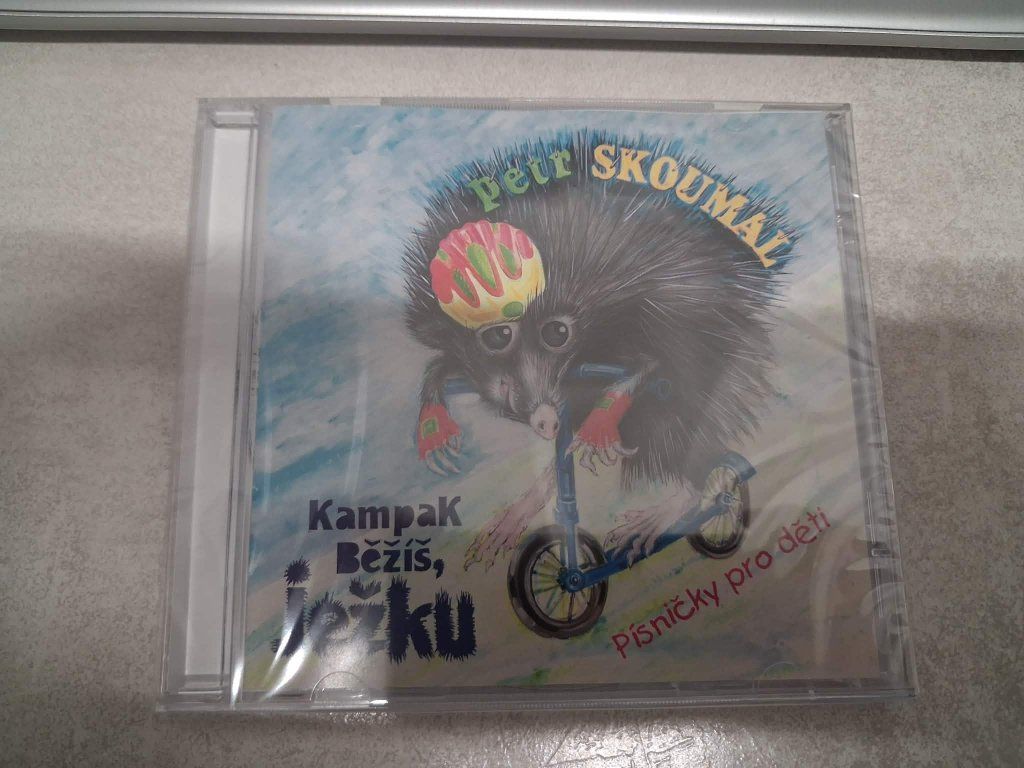 Petr SKOUMAL
Kampak
Běžíš,
ježku
písničky pro děti